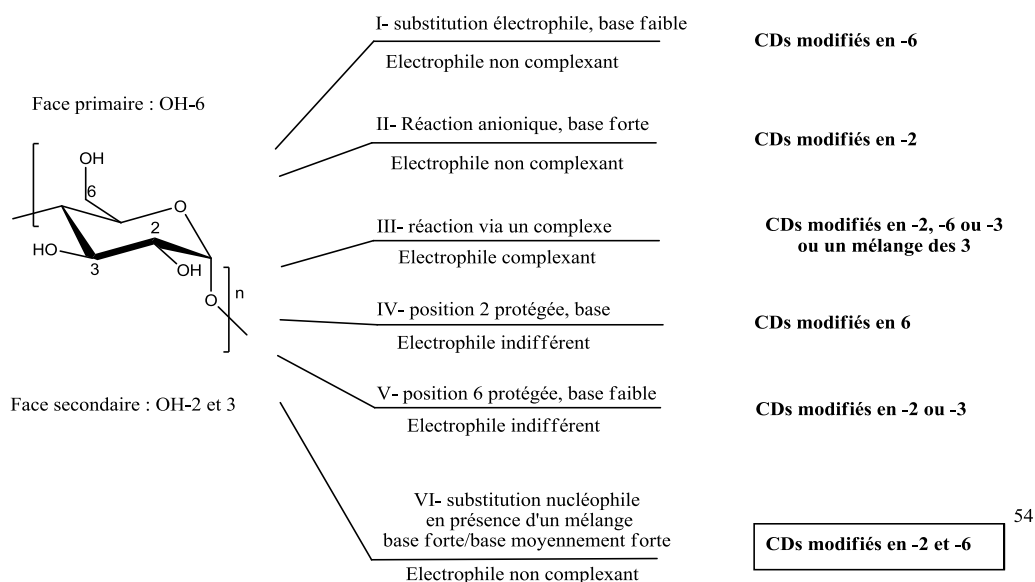 I- substitution électrophile, base faible
Electrophile non complexant
CDs modifiés en -6
Face primaire : OH-6
II- Réaction anionique, base forte
Electrophile non complexant
CDs modifiés en -2
OH
6
O
2
HO
3
OH
O
n
III- réaction via un complexe
Electrophile complexant
CDs modifiés en -2, -6 ou -3
ou un mélange des 3
IV- position 2 protégée, base
Electrophile indifférent
CDs modifiés en 6
Face secondaire : OH-2 et 3
V- position 6 protégée, base faible
Electrophile indifférent
CDs modifiés en -2 ou -3
VI- substitution nucléophile
en présence d'un mélange
base forte/base moyennement forte
Electrophile non complexant
54
CDs modifiés en -2 et -6